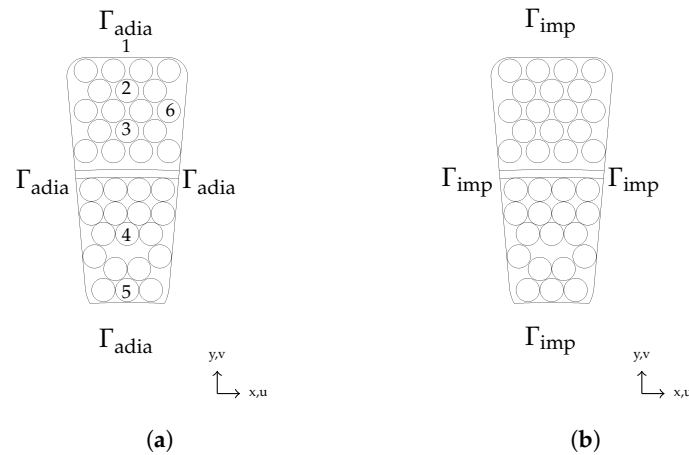 Γadia
1
2
6
3
Γadia
Γadia
4
5
Γadia
y,v
x,u
(a)
Γimp
Γimp
Γimp
Γimp
y,v
x,u
(b)